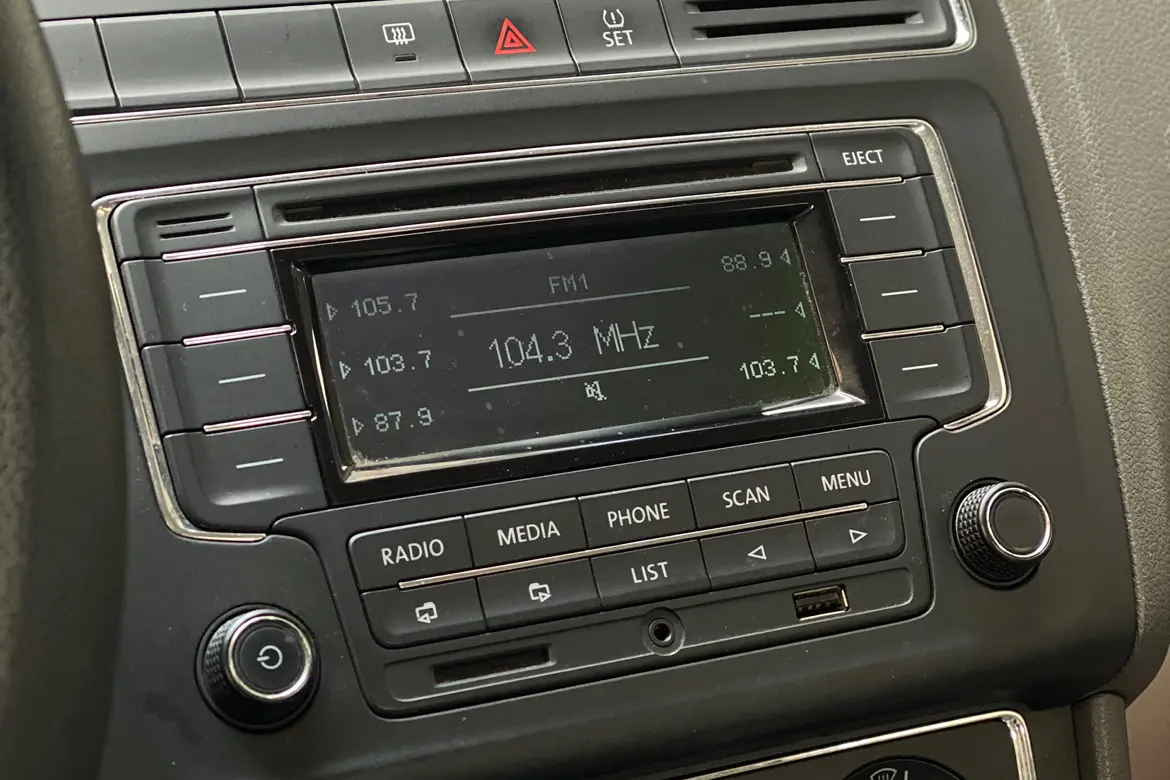 SET
EJECT
FM1
105.7
88.9
104.3 MHz
103.7
---
87.9
103.7
RADIO
MEDIA
PHONE
SCAN
MENU
LIST